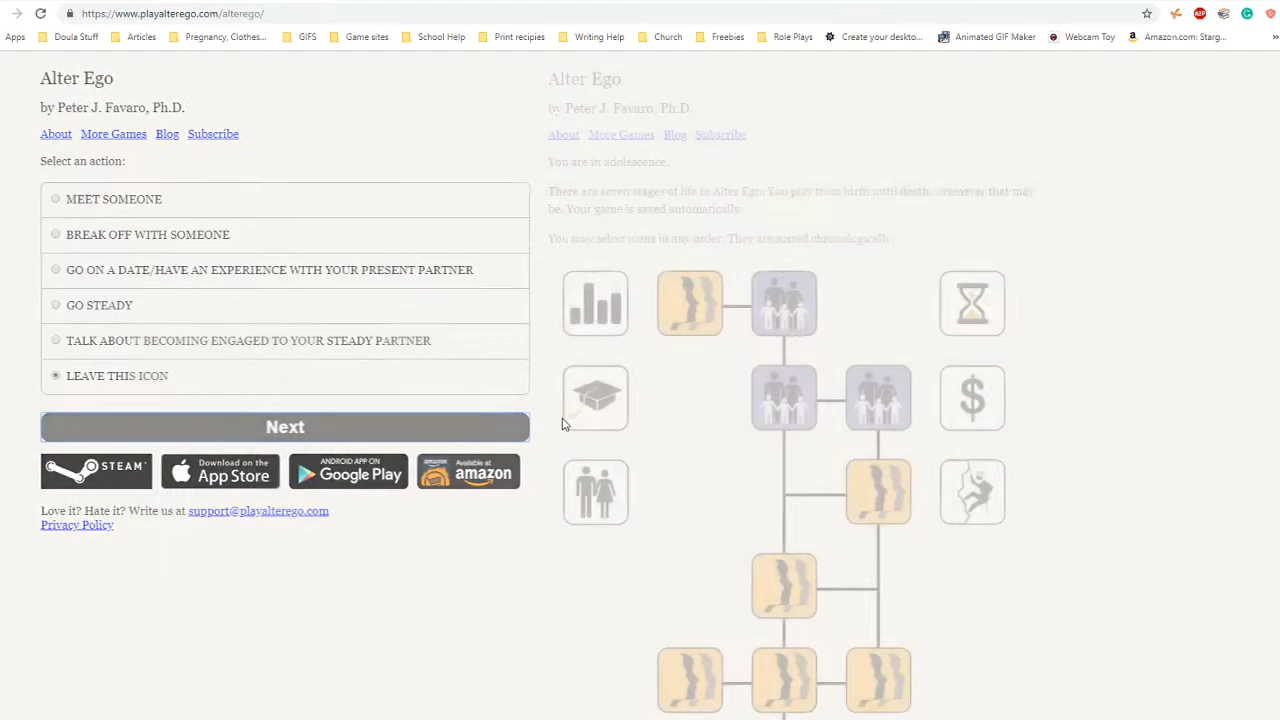 https://www.playalterego.com/alterego/
Apps Doula Stuff Articles Pregnancy, Clothes... GIFS Game sites School Help Print recipies Writing Help Church Freebies Role Plays Create your deskto... Animated GIF Maker Webcam Toy Amazon.com: Starg... »
Alter Ego
by Peter J. Favaro, Ph.D.
About More Games Blog Subscribe
Select an action:
MEET SOMEONE
BREAK OFF WITH SOMEONE
GO ON A DATE/HAVE AN EXPERIENCE WITH YOUR PRESENT PARTNER
GO STEADY
TALK ABOUT BECOMING ENGAGED TO YOUR STEADY PARTNER
LEAVE THIS ICON
Next
STEAM Download on the App Store ANDROID APP ON Google Play Available at amazon
Love it? Hate it? Write us at support@playalterego.com
Privacy Policy
Alter Ego
by Peter J. Favaro, Ph.D.
About More Games Blog Subscribe
You are in adolescence.
There are seven stages of life in Alter Ego. You play from birth until death, whenever that may
be. Your game is saved automatically.
You may select icons in any order. They are sorted chronologically.
$